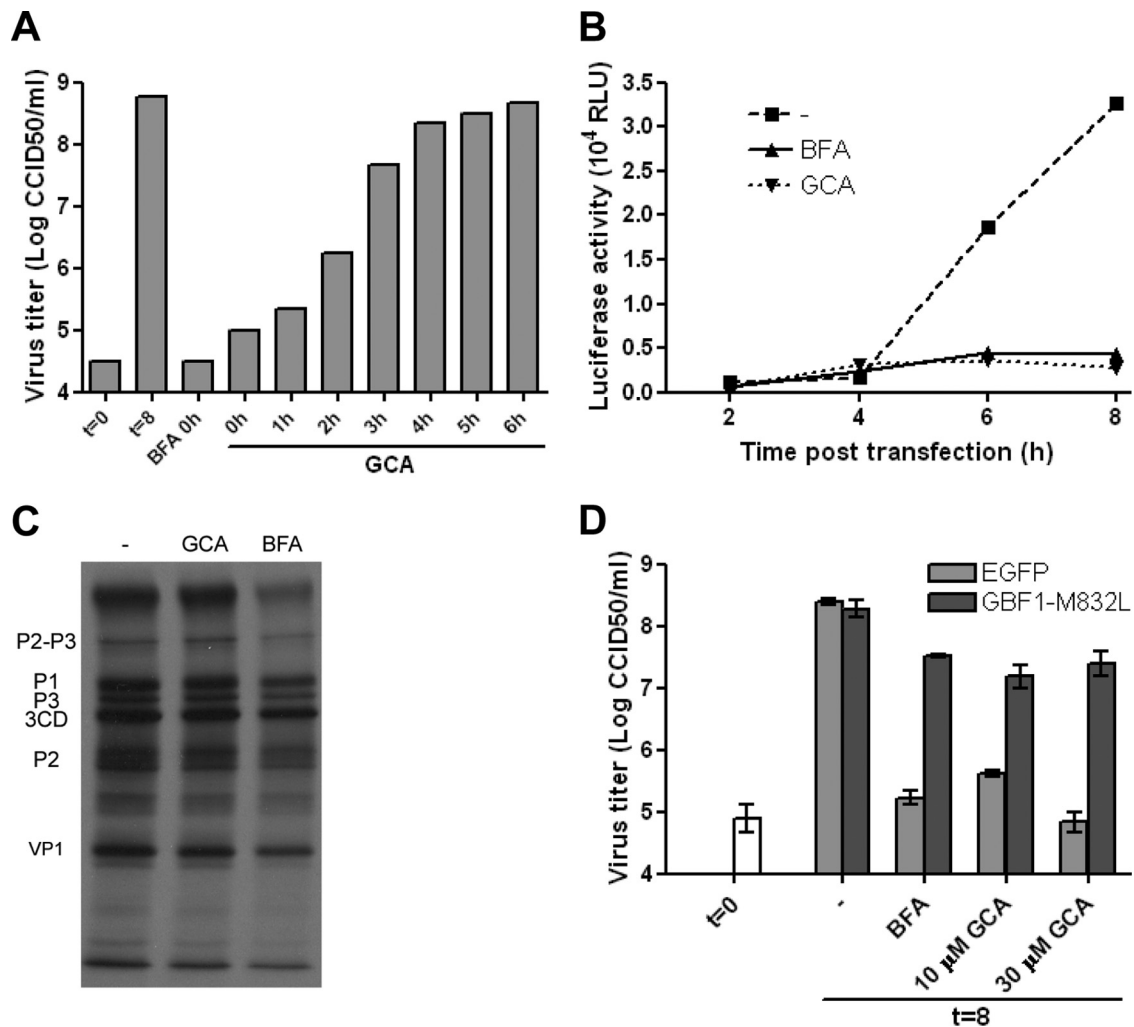 A
Virus titer (Log CCID50/ml)
9
8
7
6
5
4
t=0
t=8
BFA 0h
0h
1h
2h
3h
4h
5h
6h
GCA
B
Luciferase activity (10⁴ RLU)
3.5
3.0
2.5
2.0
1.5
1.0
0.5
0.0
-
BFA
GCA
2
4
6
8
Time post transfection (h)
C
- GCA BFA
P2-P3
P1
P3
3CD
P2
VP1
D
Virus titer (Log CCID50/ml)
9
8
7
6
5
4
EGFP
GBF1-M832L
t=0
-
BFA
10 µM GCA
30 µM GCA
t=8